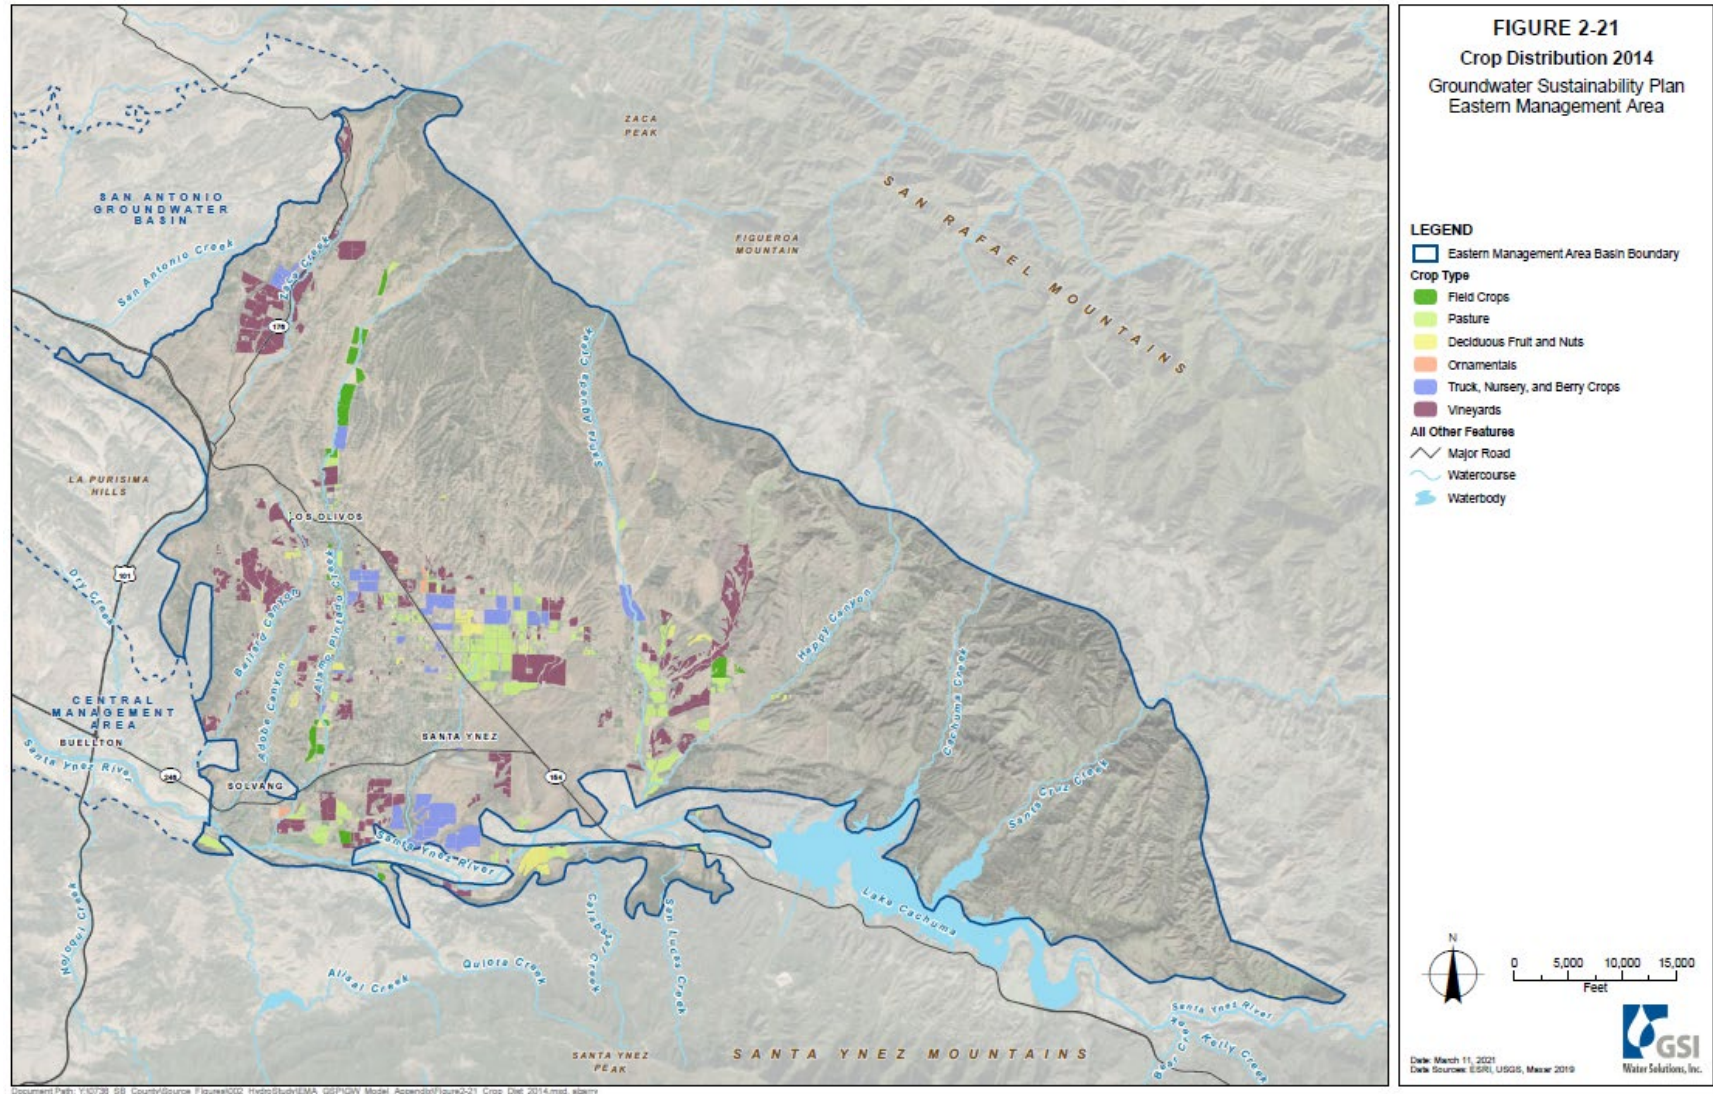 FIGURE 2-21
Crop Distribution 2014
Groundwater Sustainability Plan
Eastern Management Area
LEGEND
Eastern Management Area Basin Boundary
Crop Type
Field Crops
Pasture
Deciduous Fruit and Nuts
Ornamentals
Truck, Nursery, and Berry Crops
Vineyards
All Other Features
Major Road
Watercourse
Waterbody
N
0 5,000 10,000 15,000
Feet
Date: March 11, 2021
Data Sources: ESRI, USGS, Maxar 2019
GSI
Water Solutions, Inc.
ZACA
PEAK
SAN ANTONIO
GROUNDWATER
BASIN
San Antonio Creek
Zaca Creek
FIGUEROA
MOUNTAIN
SAN RAFAEL MOUNTAINS
176
Santa Agueda Creek
LA PURISIMA
HILLS
LOS OLIVOS
101
Dry Creek
Ballard Canyon
Alamo Pintado Creek
Adobe Canyon
Happy Canyon
Cachuma Creek
CENTRAL
MANAGEMENT
AREA
BUELLTON
Santa Ynez River
246
SOLVANG
SANTA YNEZ
154
Santa Cruz Creek
Santa Ynez River
Lake Cachuma
Nojoqui Creek
Alisal Creek
Quiota Creek
Calabazal Creek
San Lucas Creek
SANTA YNEZ
PEAK
SANTA YNEZ MOUNTAINS
Santa Ynez River
Kelly Creek